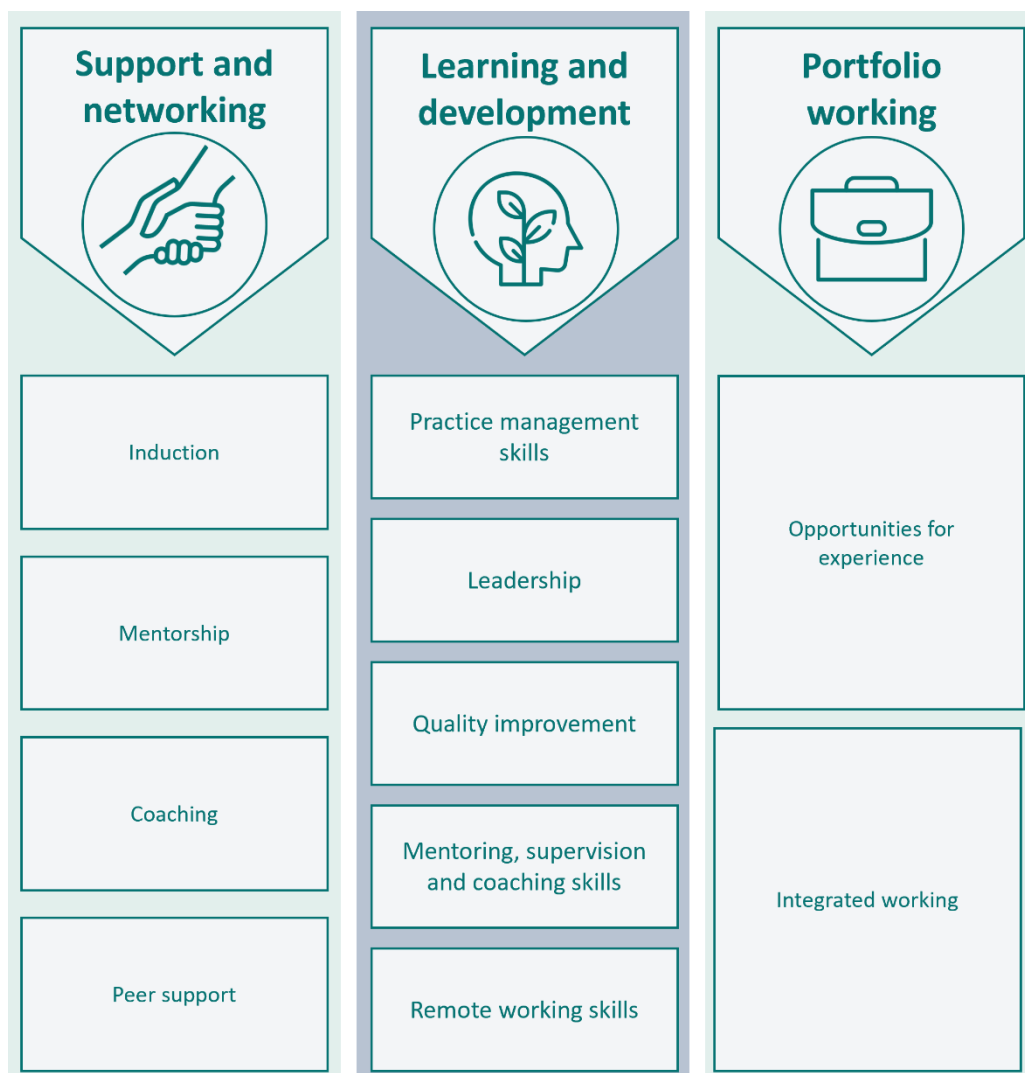 Support and
networking
Induction
Mentorship
Coaching
Peer support
Learning and
development
Practice management
skills
Leadership
Quality improvement
Mentoring, supervision
and coaching skills
Remote working skills
Portfolio
working
Opportunities for
experience
Integrated working